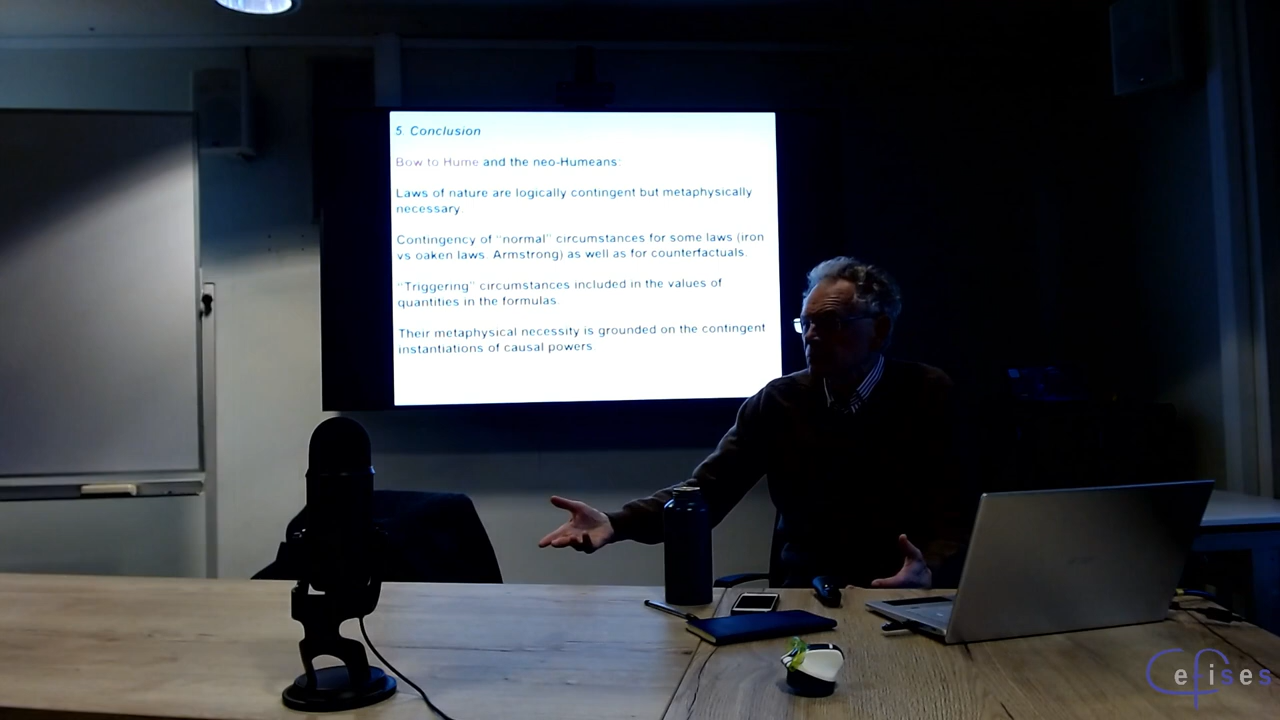 5. Conclusion
Bow to Hume and the neo-Humeans:
Laws of nature are logically contingent but metaphysically
necessary.
Contingency of "normal" circumstances for some laws (iron
vs oaken laws. Armstrong) as well as for counterfactuals.
"Triggering" circumstances included in the values of
quantities in the formulas.
Their metaphysical necessity is grounded on the contingent
instantiations of causal powers.
Cefises